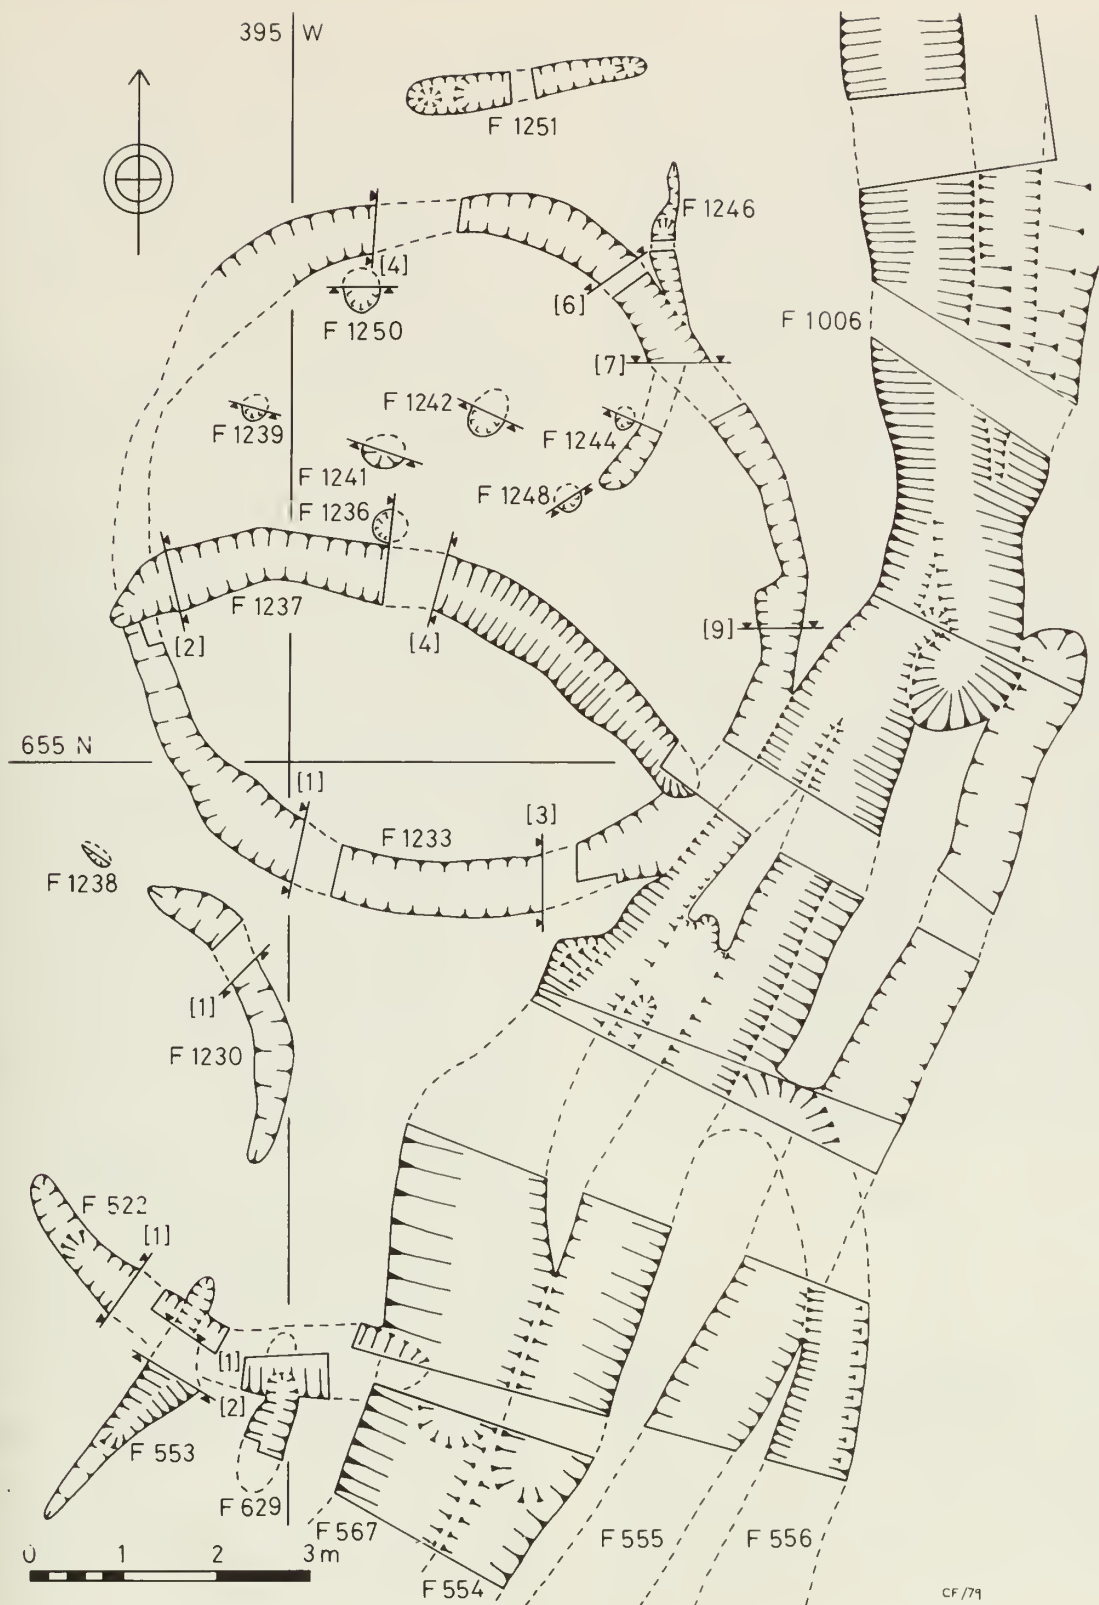 395 W
F 1251
F 1246
[4]
[6]
F 1250
F 1006
[7]
F 1242
F 1239
F 1244
F 1241
F 1248
F 1236
F 1237
[2]
[4]
[9]
655 N
[1]
[3]
F 1233
F 1238
[1]
F 1230
F 522
[1]
[1]
[2]
F 553
F 629
F 567
F 555
F 556
F 554
0 1 2 3 m
CF/79